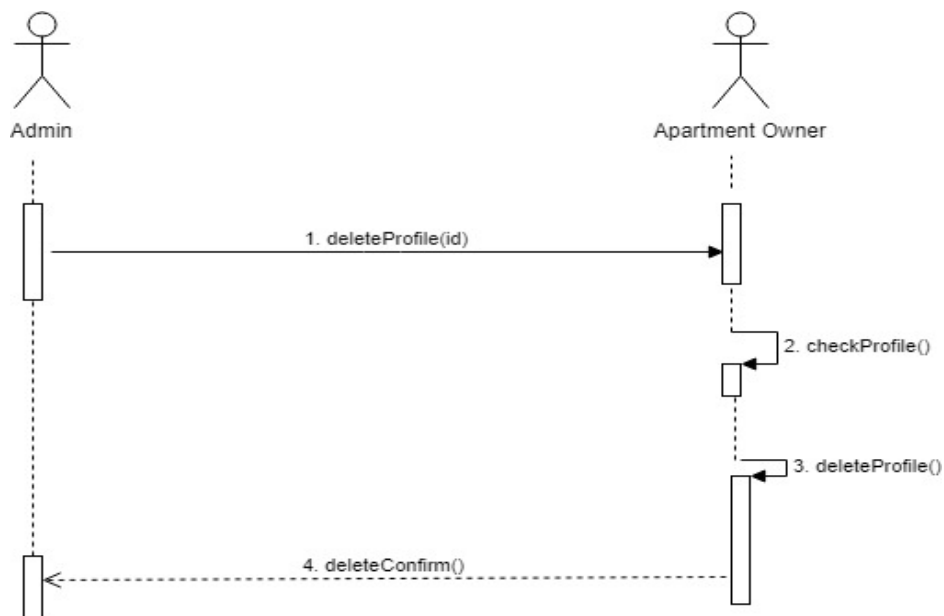 Admin
Apartment Owner
1. deleteProfile(id)
2. checkProfile()
3. deleteProfile()
4. deleteConfirm()